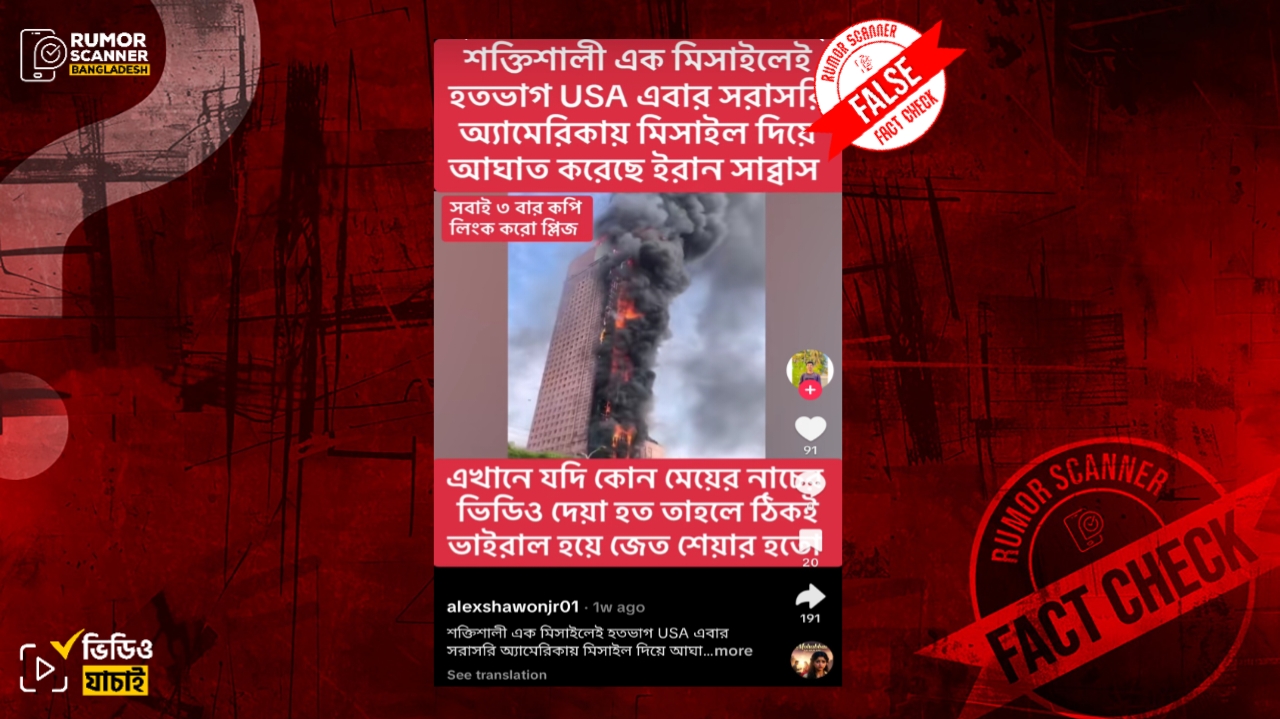 RUMOR
SCANNER
BANGLADESH
শক্তিশালী এক মিসাইলেই
হতভাগ USA এবার সরাসরি
অ্যামেরিকায় মিসাইল দিয়ে
আঘাত করেছে ইরান সাব্বাস
RUMOR SCANNER
FALSE
FACT CHECK
সবাই ৩ বার কপি
লিংক করো প্লিজ
91
এখানে যদি কোন মেয়ের নাচের
ভিডিও দেয়া হত তাহলে ঠিকই
ভাইরাল হয়ে জেত শেয়ার হতো
20
191
alexshawonjr01 · 1w ago
শক্তিশালী এক মিসাইলেই হতভাগ USA এবার
সরাসরি অ্যামেরিকায় মিসাইল দিয়ে আঘা...more
See translation
ভিডিও
যাচাই
RUMOR SCANNER
FACT CHECK